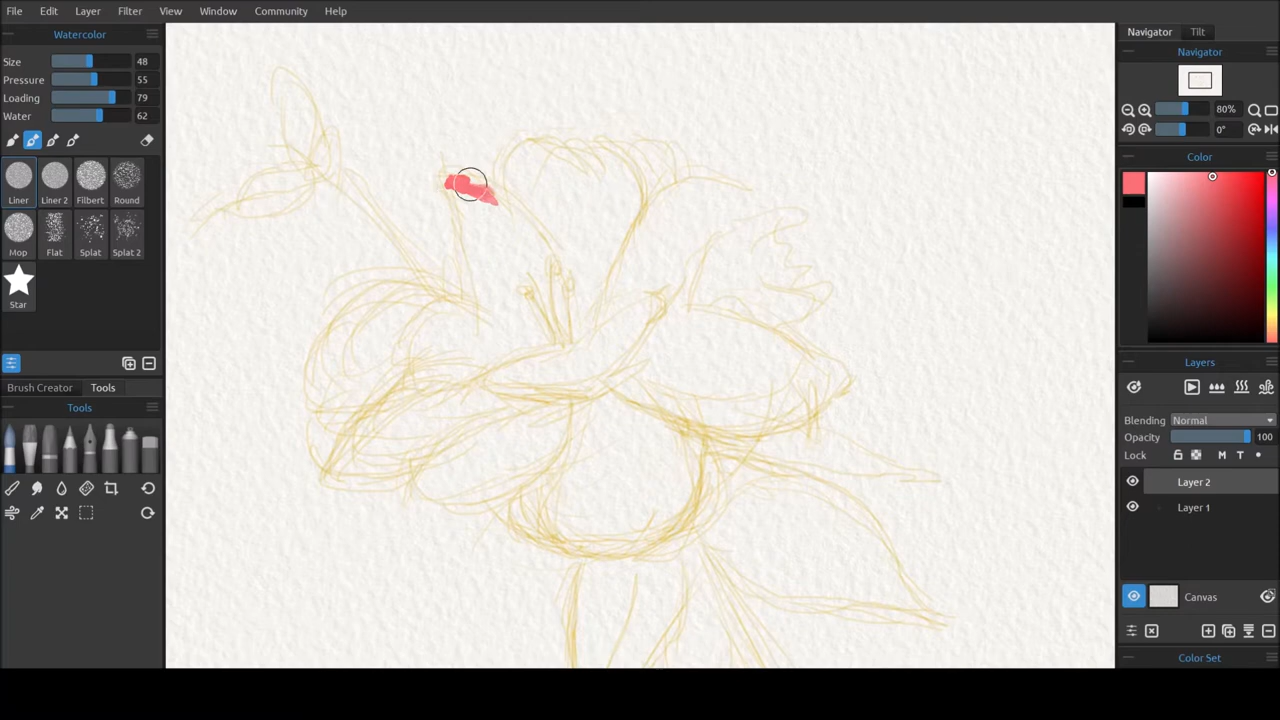 File Edit Layer Filter View Window Community Help
Watercolor
Size 48
Pressure 55
Loading 79
Water 62
Liner Liner 2 Filbert Round
Mop Flat Splat Splat 2
Star
Brush Creator Tools
Tools
Navigator Tilt
Navigator
80%
0°
Color
Layers
Blending Normal
Opacity 100
Lock M T
Layer 2
Layer 1
Canvas
Color Set